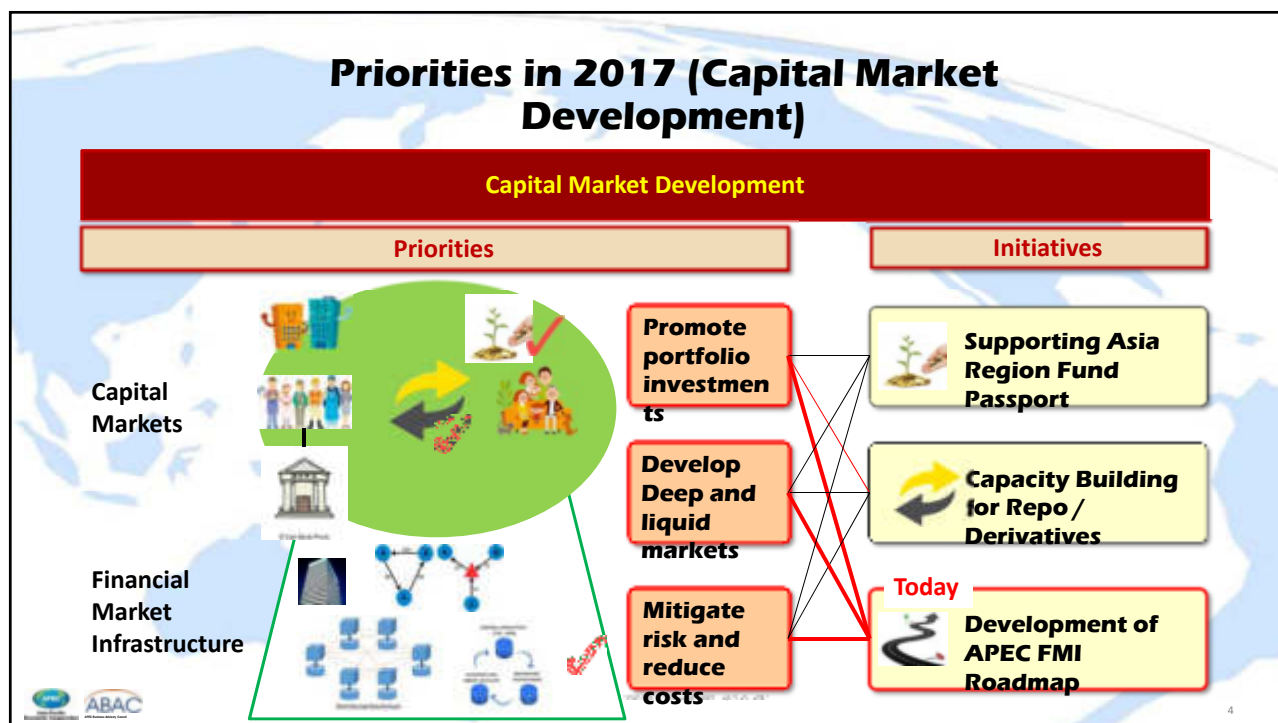 Priorities in 2017 (Capital Market
Development)
Capital Market Development
Priorities
Initiatives
Capital
Markets
Promote
portfolio
investmen
ts
Supporting Asia
Region Fund
Passport
Develop
Deep and
liquid
markets
Capacity Building
for Repo /
Derivatives
Financial
Market
Infrastructure
Mitigate
risk and
reduce
costs
Today
Development of
APEC FMI
Roadmap
APEC
ABAC
4